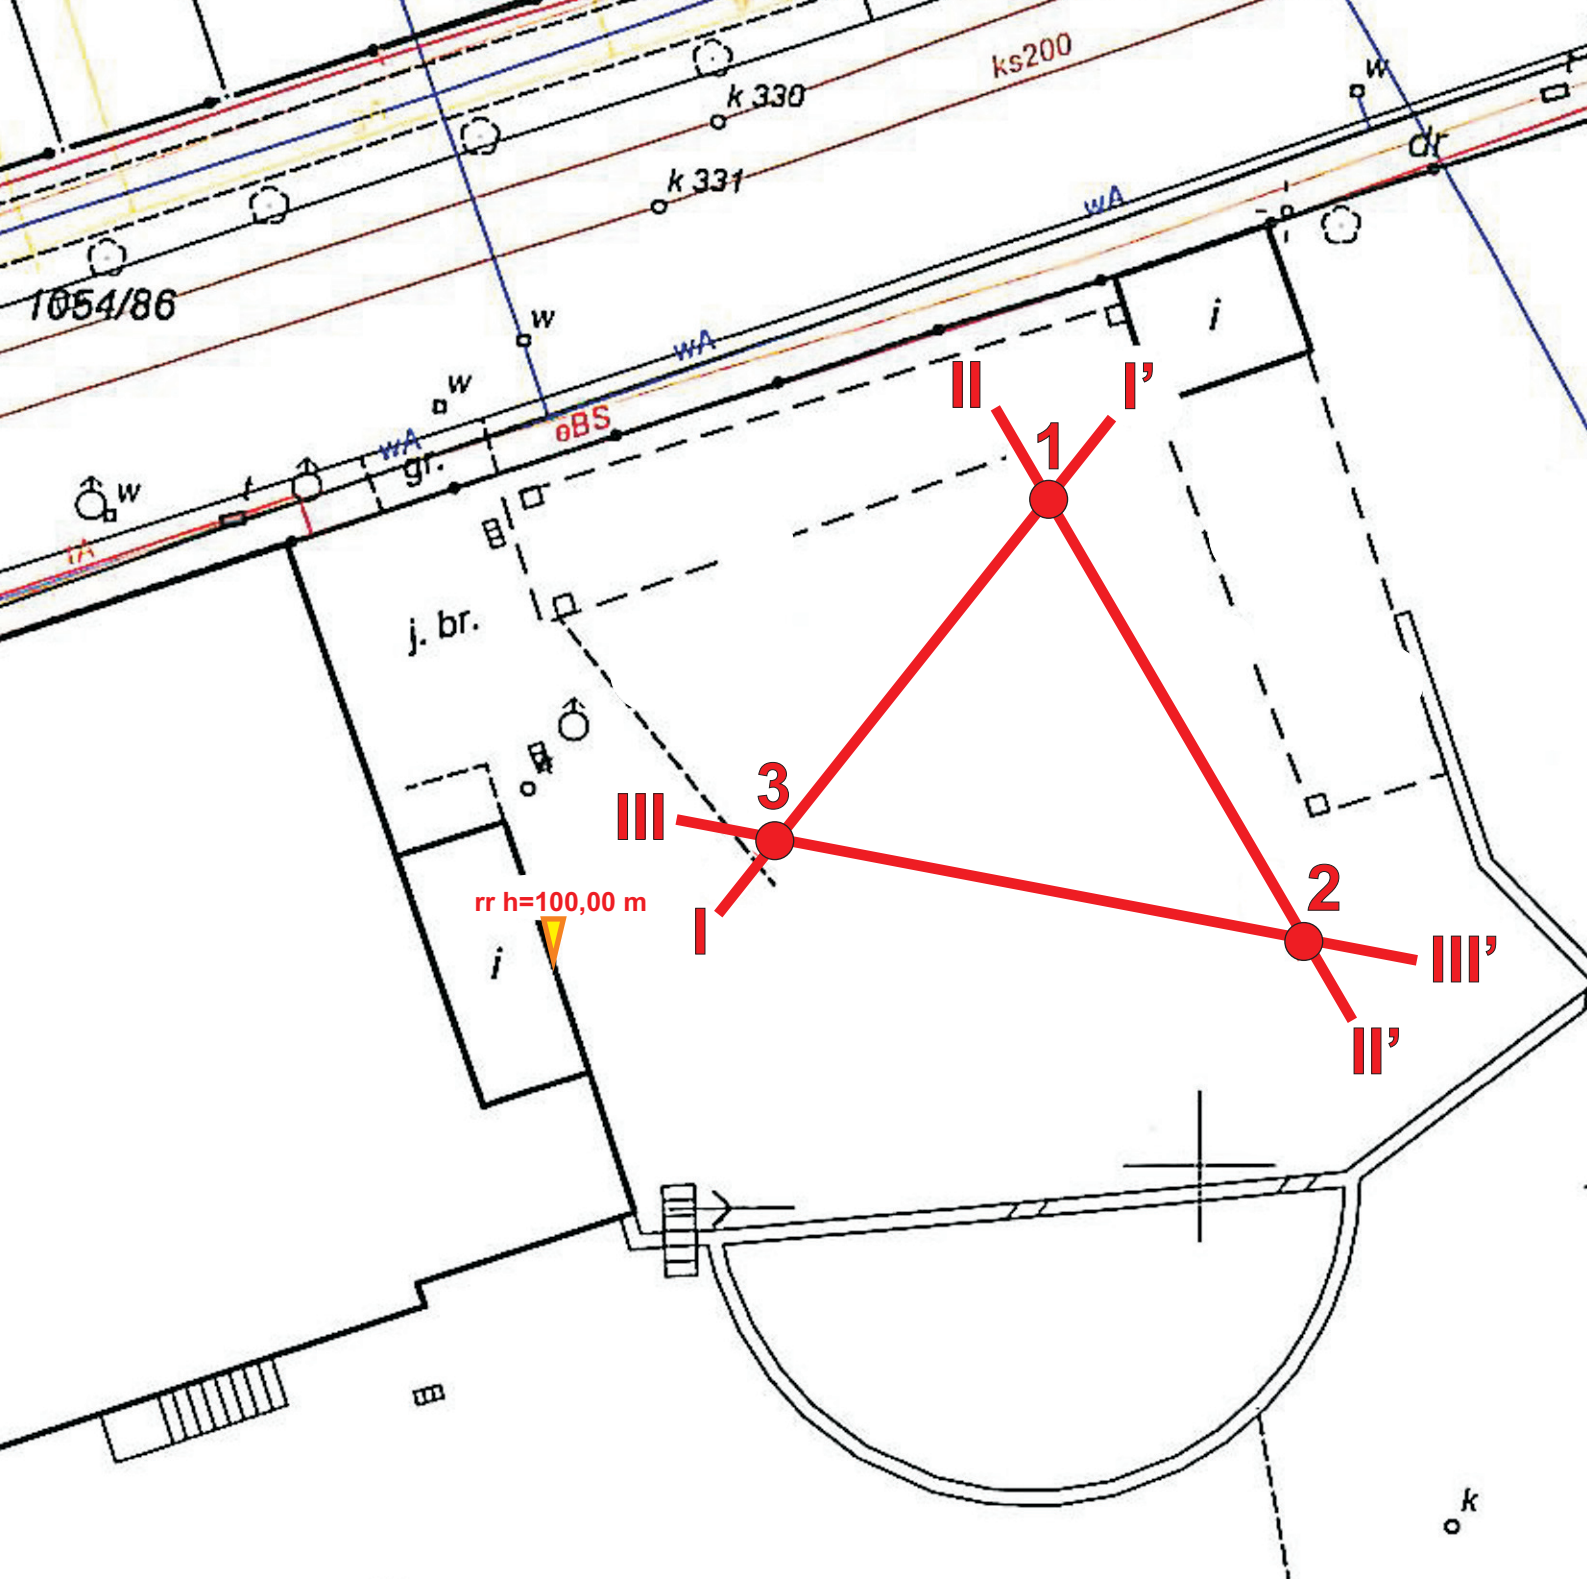 ks200
w
k 330
dr
k 331
wA
1054/86
i
w
wA
II
I’
w
eBS
1
wA
gr.
w
t
tA
j. br.
3
III
2
rr h=100,00 m
I
III’
i
II’
k